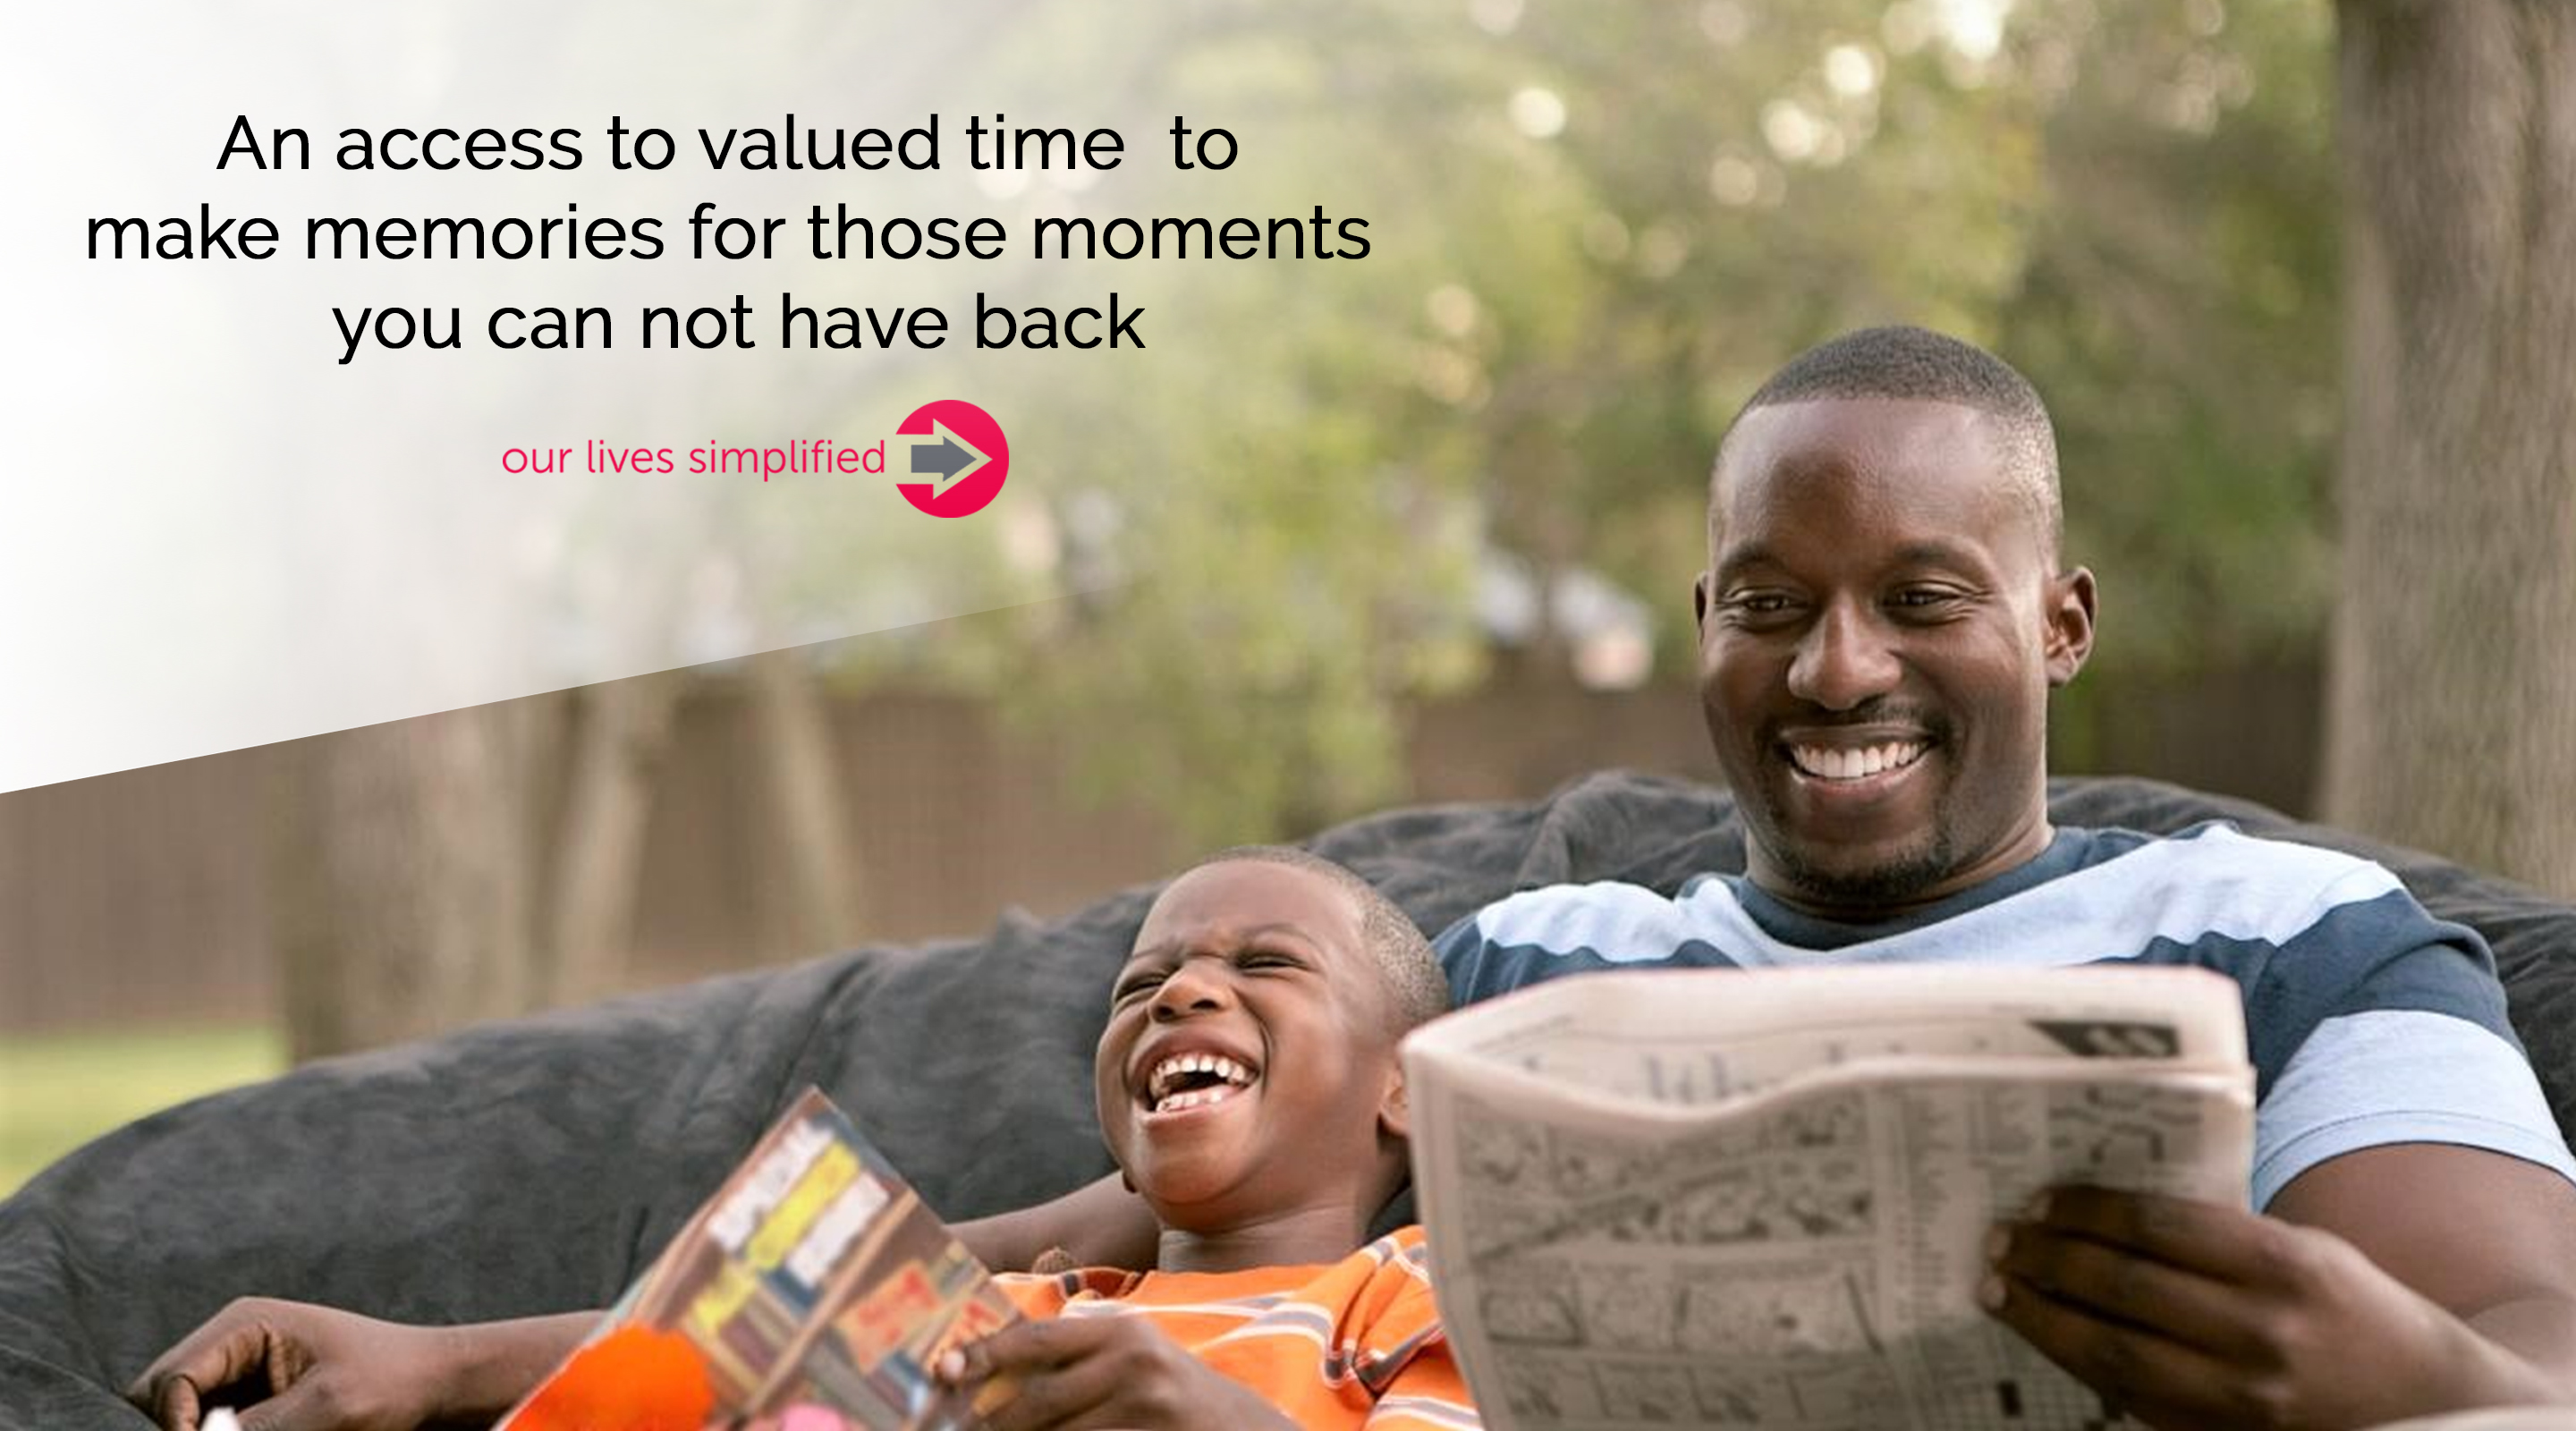 An access to valued time  to
make memories for those moments
you can not have back
our lives simplified